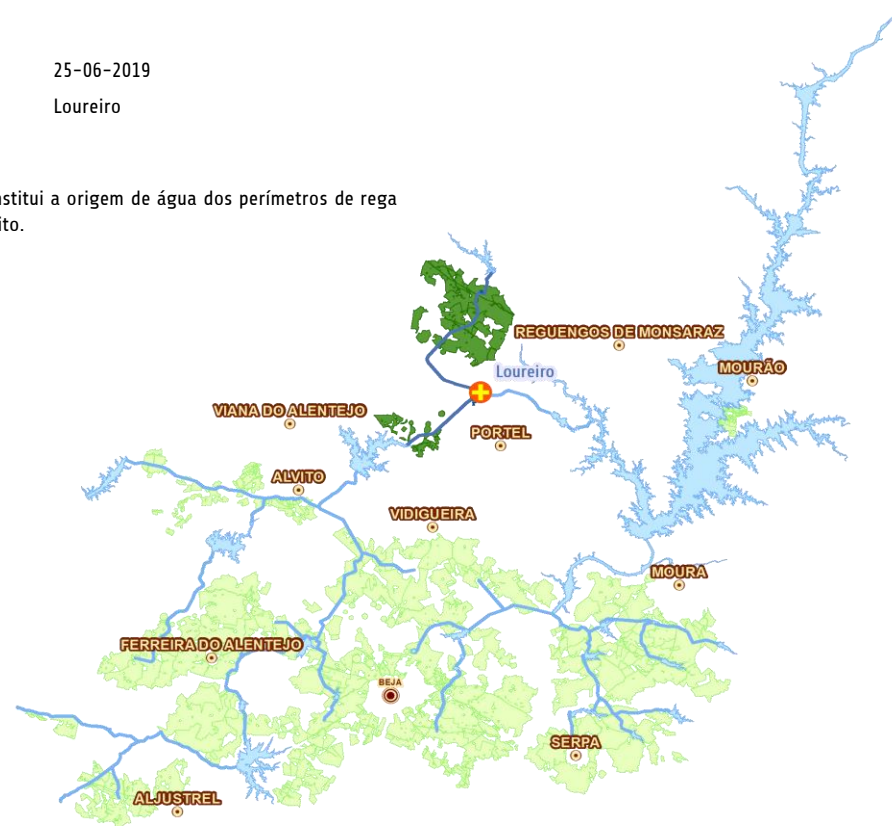 25-06-2019
Loureiro
nstitui a origem de água dos perímetros de rega
ito.
REGUENGOS DE MONSARAZ
Loureiro
MOURÃO
VIANA DO ALENTEJO
PORTEL
ALVITO
VIDIGUEIRA
MOURA
FERREIRA DO ALENTEJO
BEJA
SERPA
ALJUSTREL